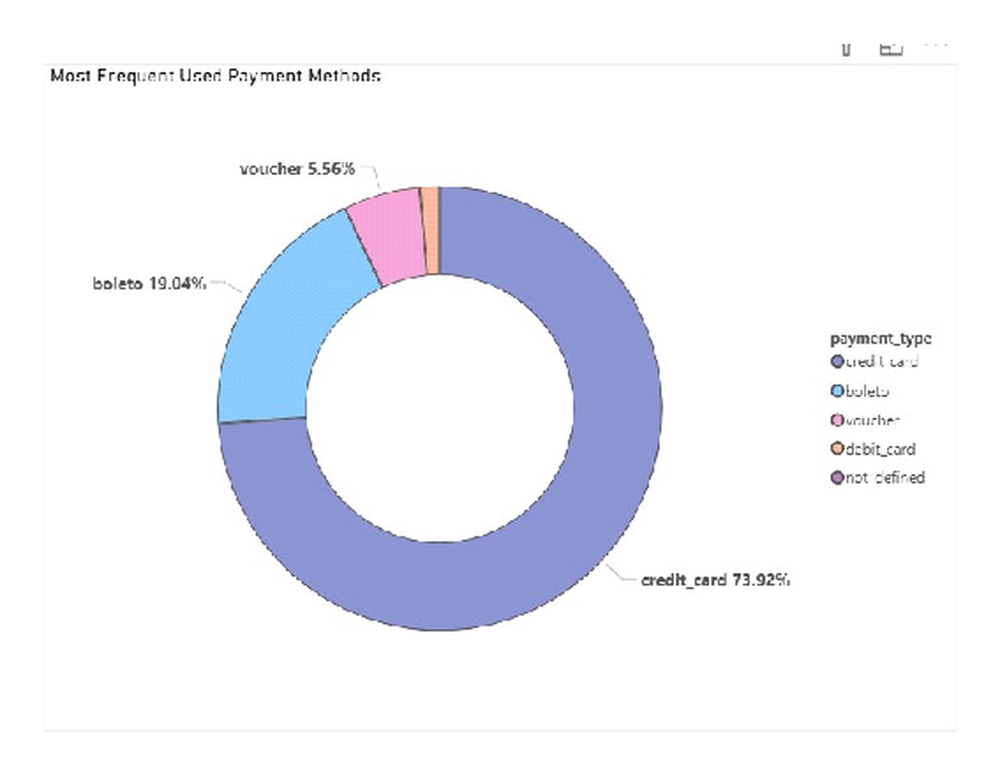 Most Frequent Used Payment Methods
voucher 5.56%
boleto 19.04%
credit_card 73.92%
payment_type
credit_card
boleto
voucher
debit_card
not_defined